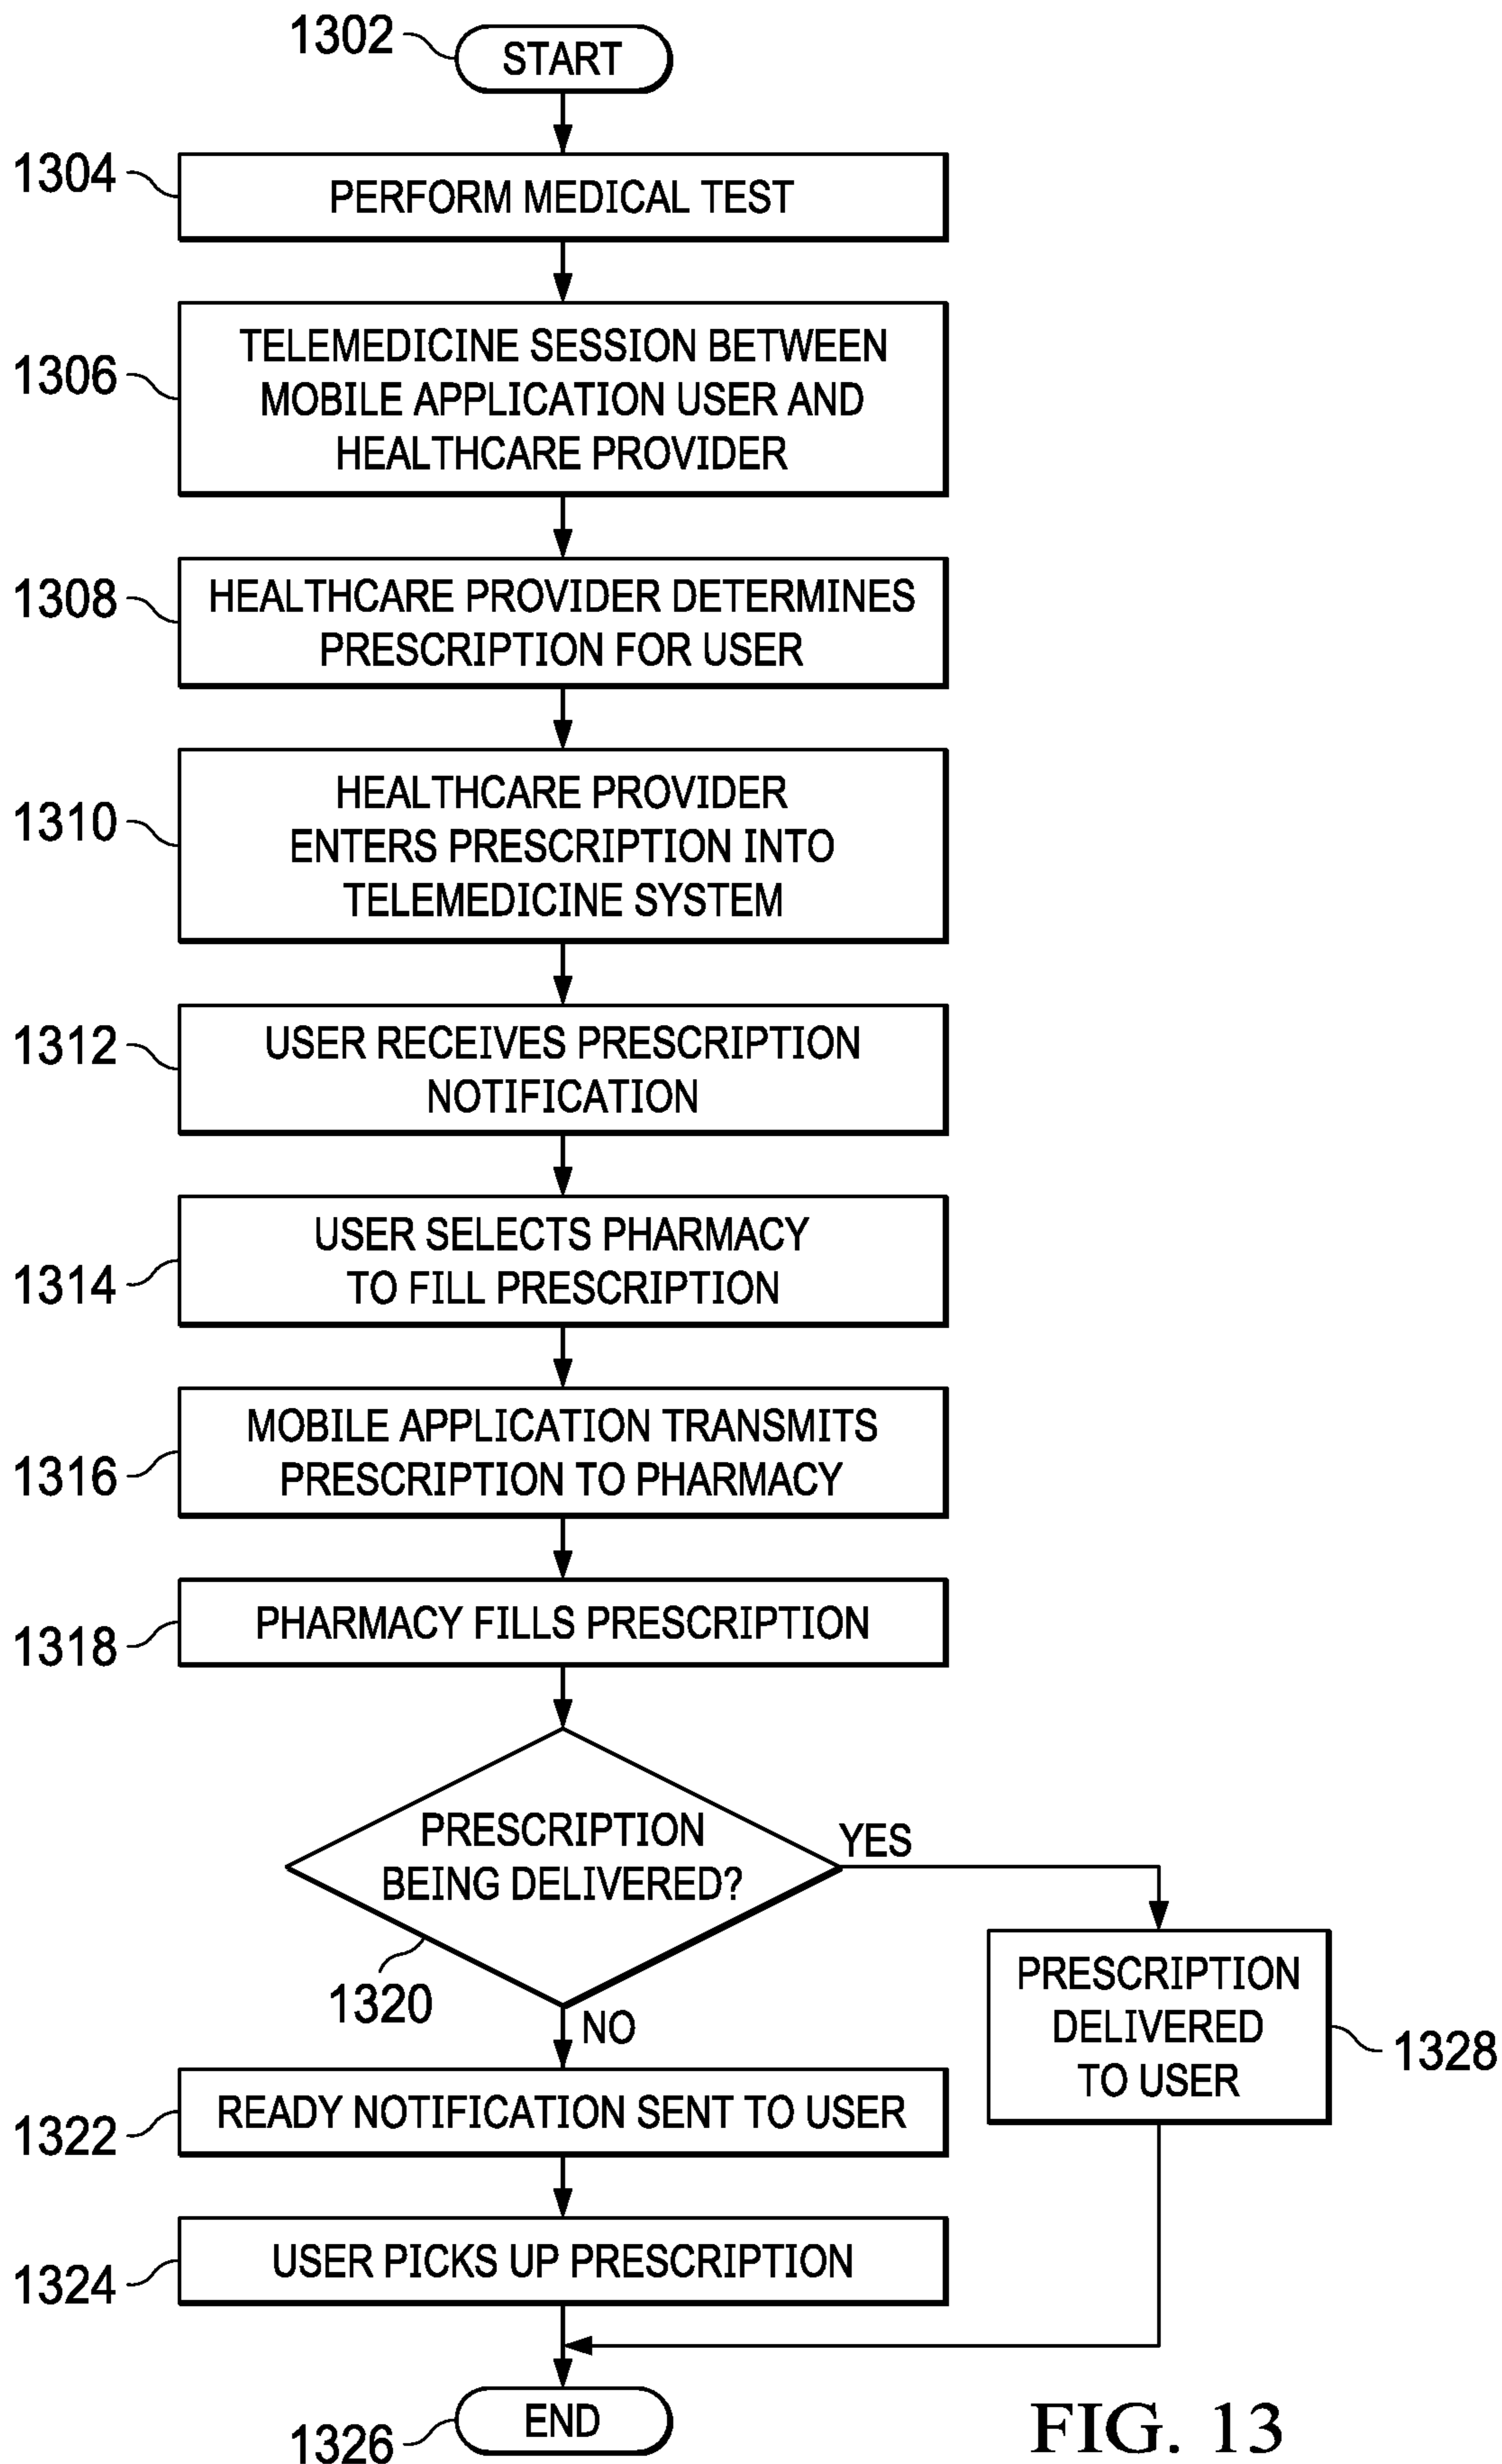 1302
START
1304
PERFORM MEDICAL TEST
1306
TELEMEDICINE SESSION BETWEEN
MOBILE APPLICATION USER AND
HEALTHCARE PROVIDER
1308
HEALTHCARE PROVIDER DETERMINES
PRESCRIPTION FOR USER
1310
HEALTHCARE PROVIDER
ENTERS PRESCRIPTION INTO
TELEMEDICINE SYSTEM
1312
USER RECEIVES PRESCRIPTION
NOTIFICATION
1314
USER SELECTS PHARMACY
TO FILL PRESCRIPTION
1316
MOBILE APPLICATION TRANSMITS
PRESCRIPTION TO PHARMACY
1318
PHARMACY FILLS PRESCRIPTION
PRESCRIPTION
BEING DELIVERED?
YES
1320
NO
PRESCRIPTION
DELIVERED
TO USER
1328
1322
READY NOTIFICATION SENT TO USER
1324
USER PICKS UP PRESCRIPTION
1326
END
FIG. 13